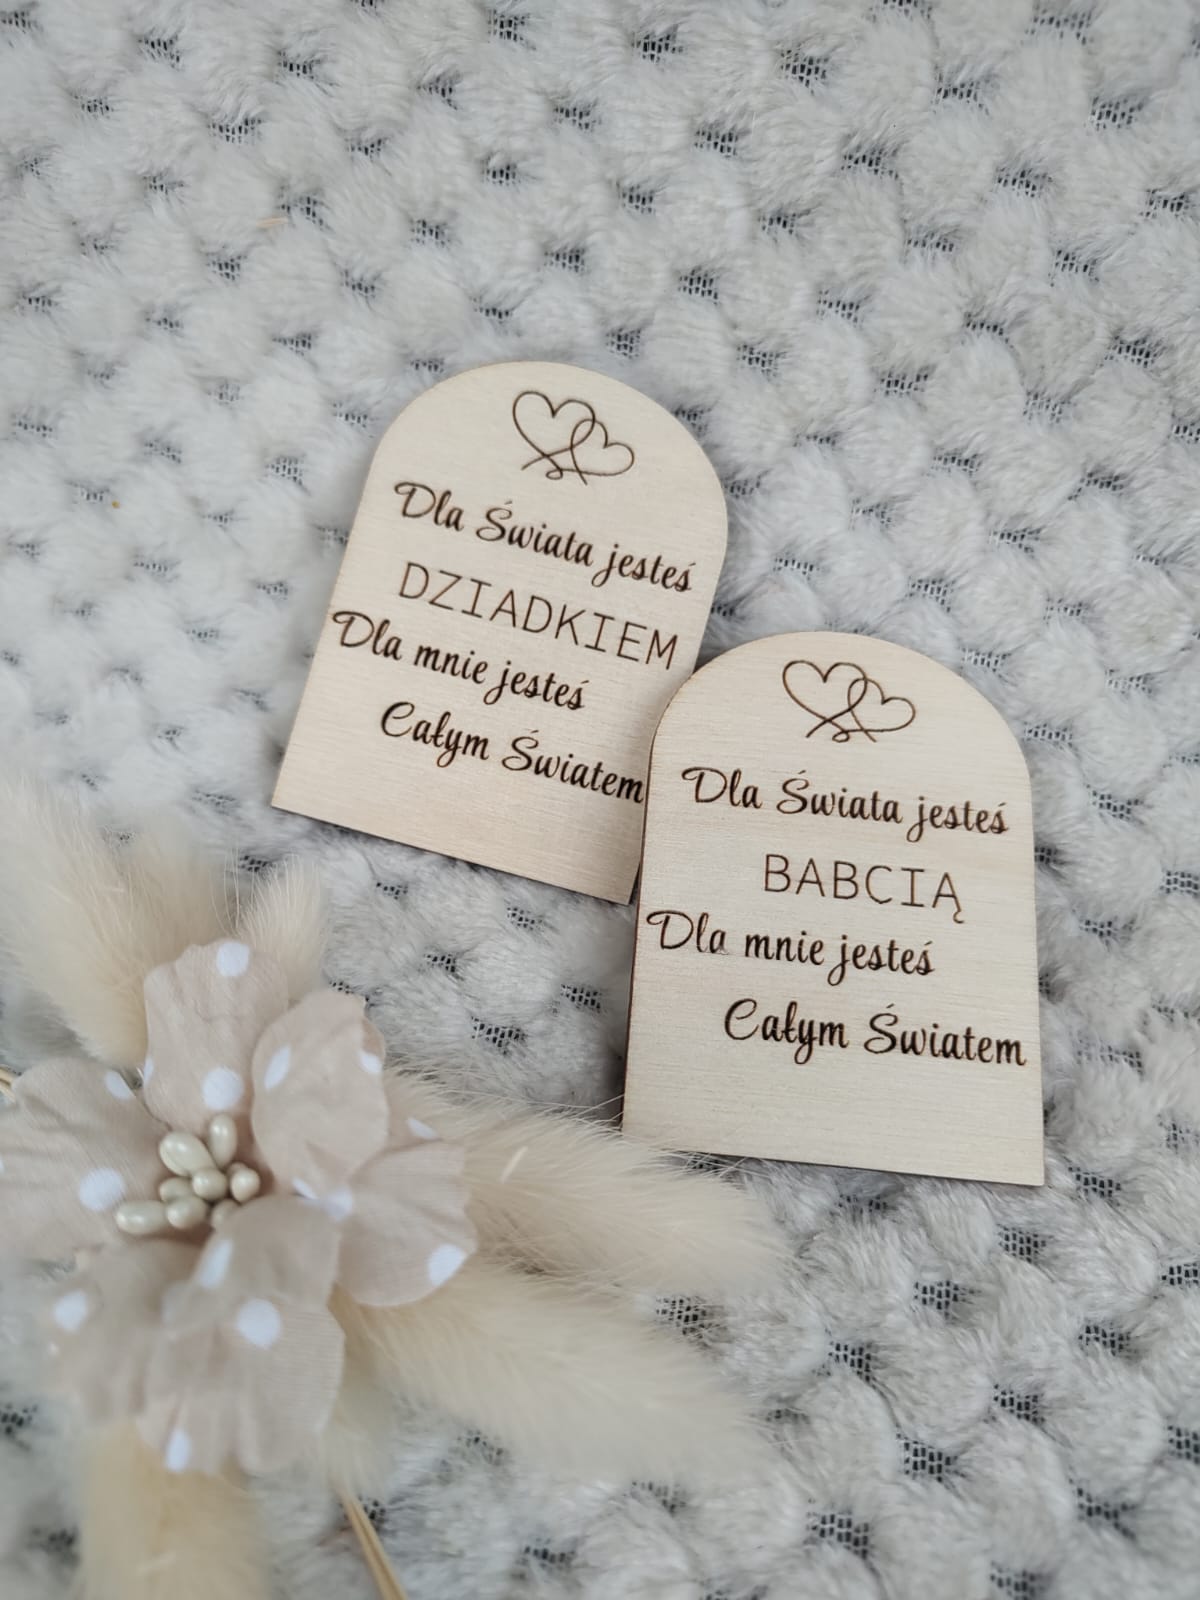 Dla Świata jesteś
DZIADKIEM
Dla mnie jesteś
Całym Światem
Dla Świata jesteś
BABCIĄ
Dla mnie jesteś
Całym Światem